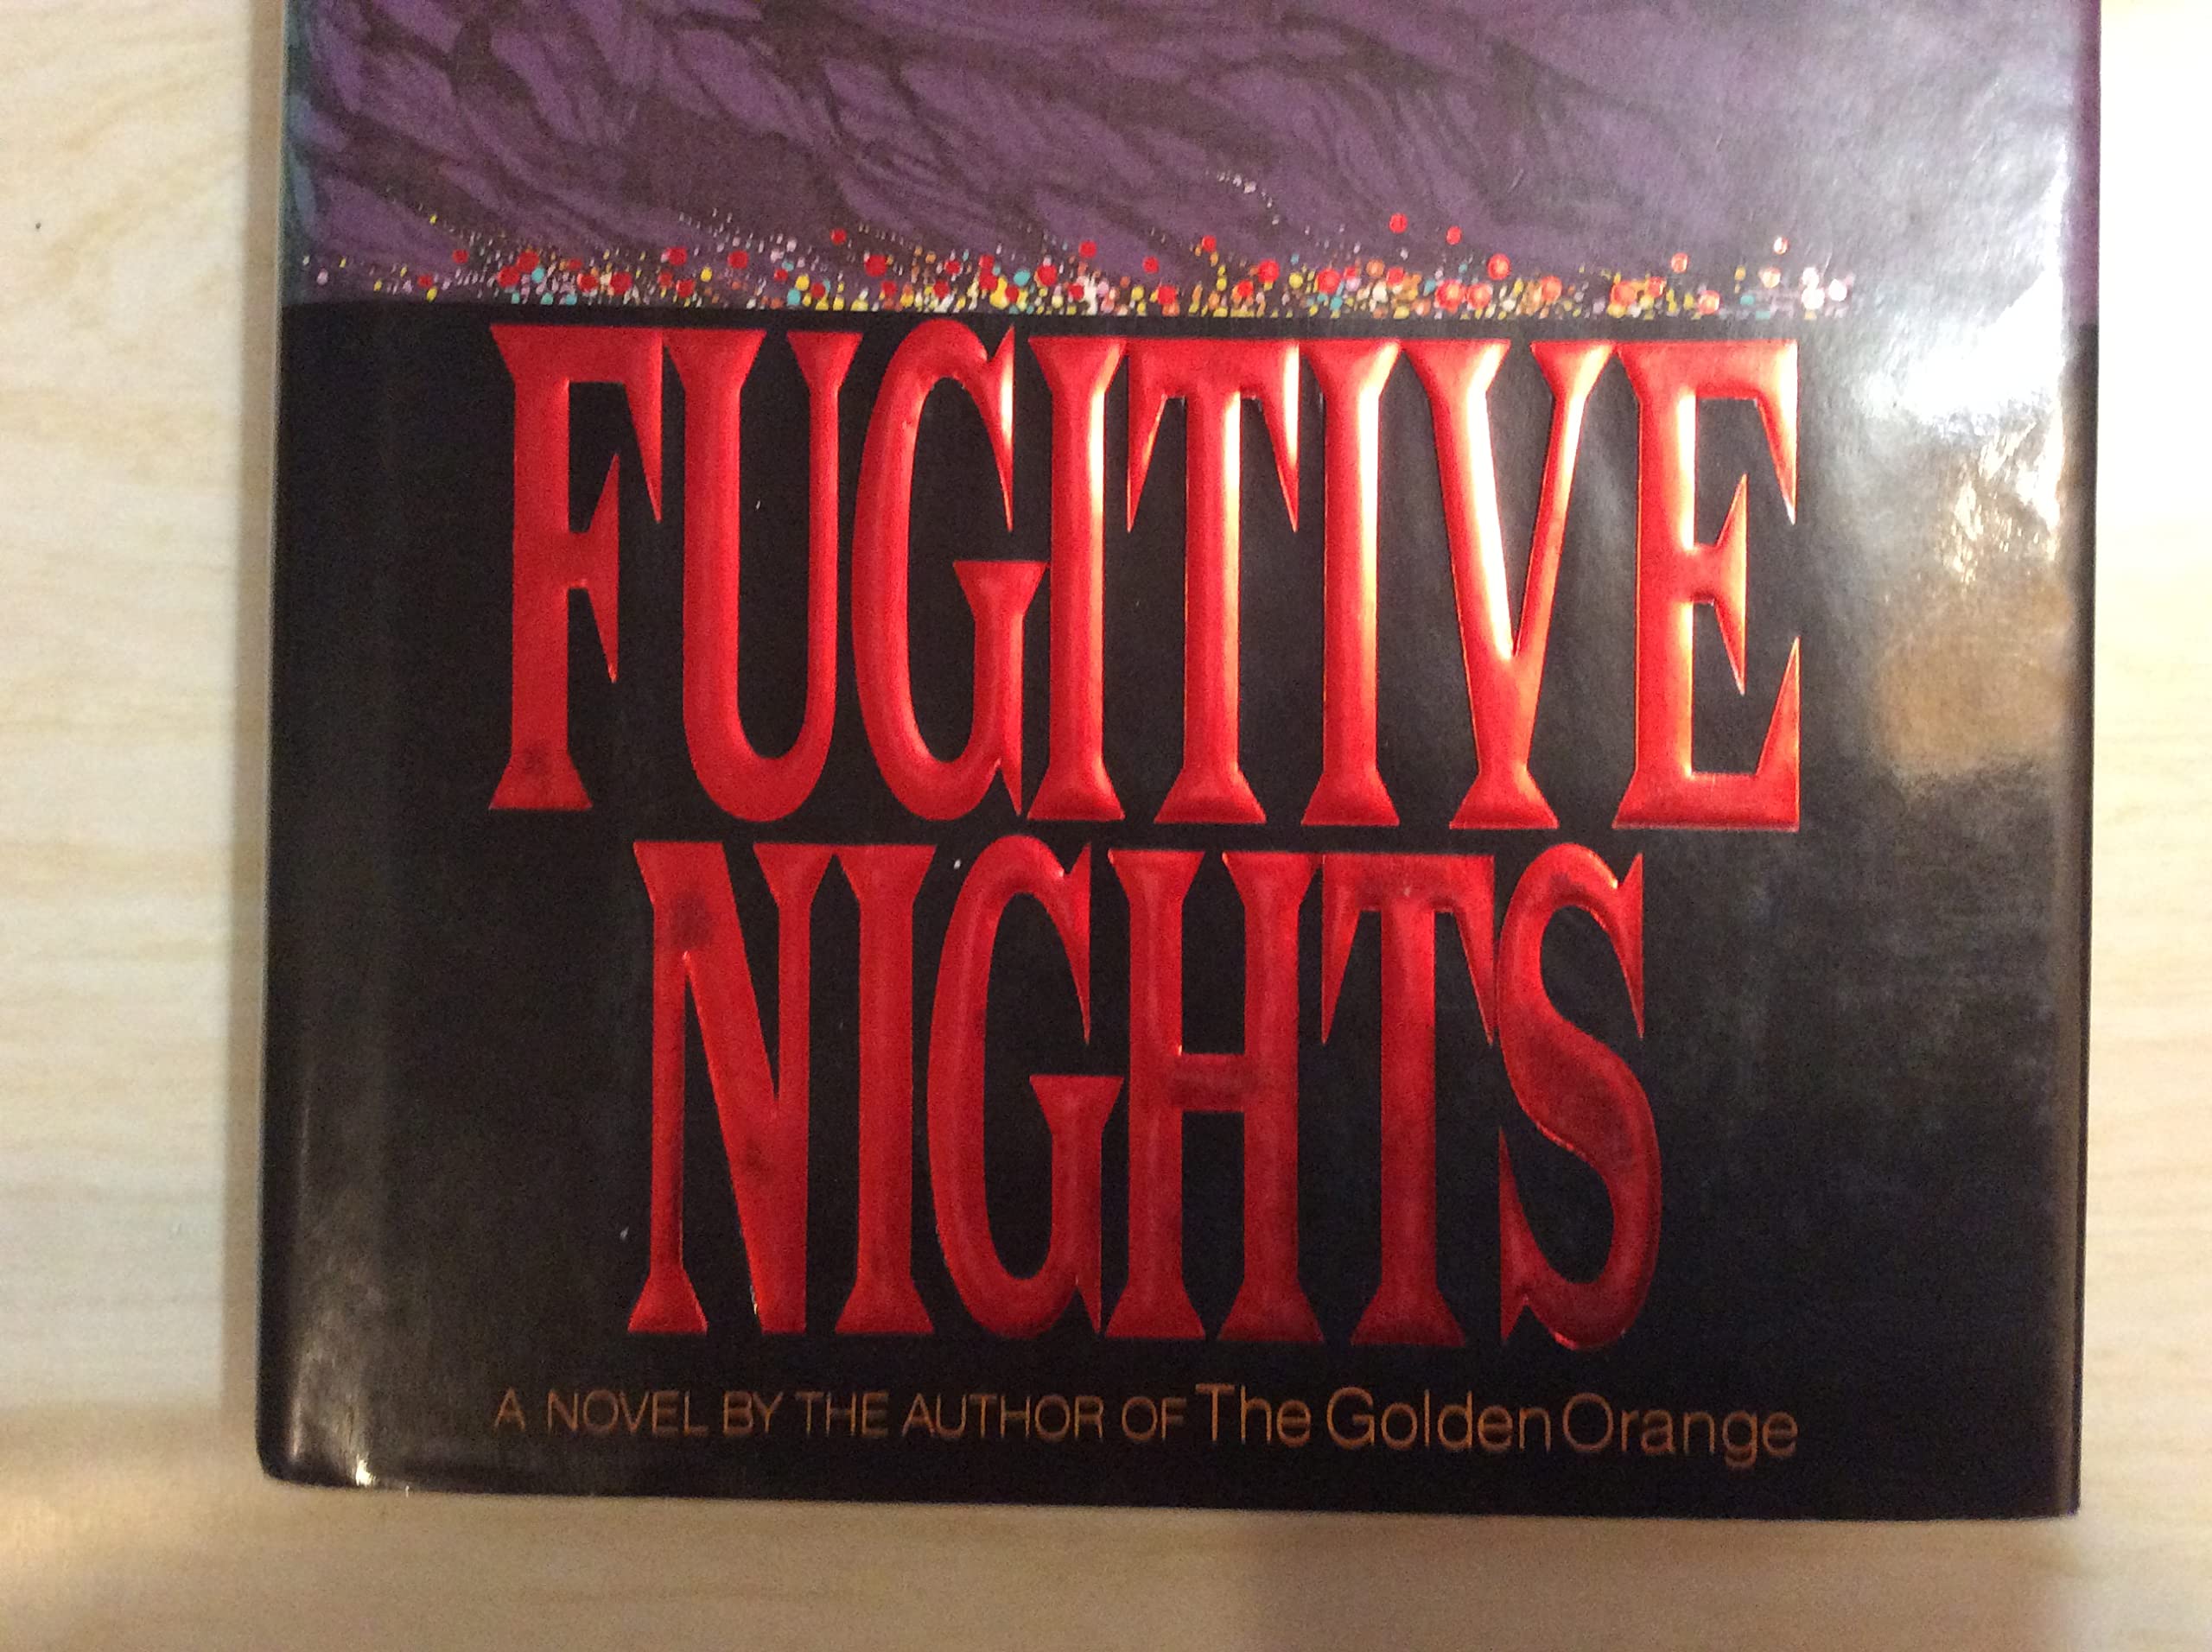 FUGITIVE
NIGHTS
A NOVEL BY THE AUTHOR OF The Golden Orange